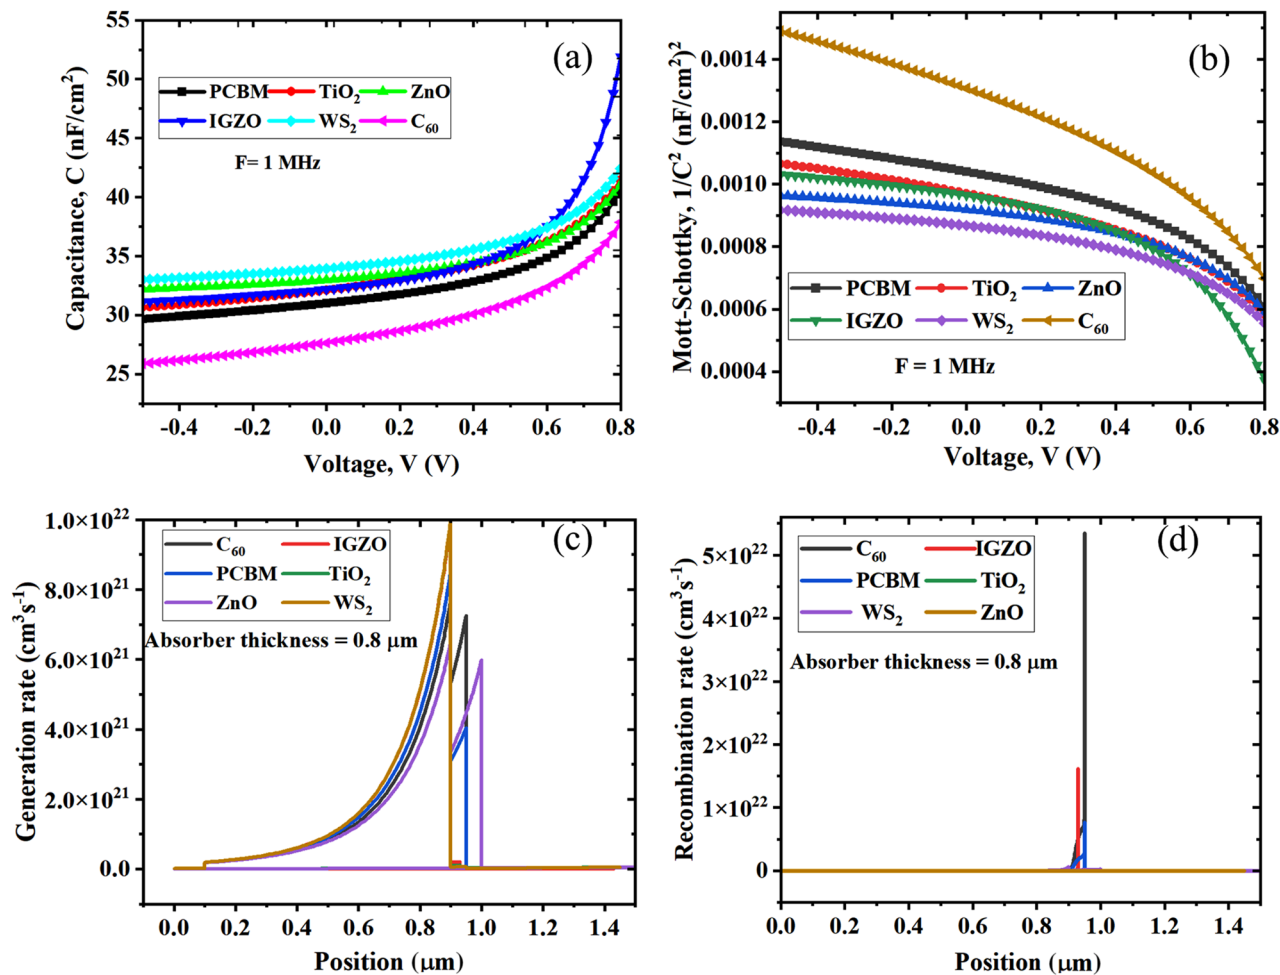 (a)
55
50
45
40
35
30
25
Capacitance, C (nF/cm²)
PCBM TiO₂ ZnO
IGZO WS₂ C₆₀
F= 1 MHz
-0.4 -0.2 0.0 0.2 0.4 0.6 0.8
Voltage, V (V)
(b)
0.0014
0.0012
0.0010
0.0008
0.0006
0.0004
Mott-Schottky, 1/C² (nF/cm²)²
PCBM TiO₂ ZnO
IGZO WS₂ C₆₀
F = 1 MHz
-0.4 -0.2 0.0 0.2 0.4 0.6 0.8
Voltage, V (V)
(c)
1.0×10²²
8.0×10²¹
6.0×10²¹
4.0×10²¹
2.0×10²¹
0.0
Generation rate (cm³s⁻¹)
C₆₀ IGZO
PCBM TiO₂
ZnO WS₂
Absorber thickness = 0.8 μm
0.0 0.2 0.4 0.6 0.8 1.0 1.2 1.4
Position (μm)
(d)
5×10²²
4×10²²
3×10²²
2×10²²
1×10²²
0
Recombination rate (cm³s⁻¹)
C₆₀ IGZO
PCBM TiO₂
WS₂ ZnO
Absorber thickness = 0.8 μm
0.0 0.2 0.4 0.6 0.8 1.0 1.2 1.4
Position (μm)